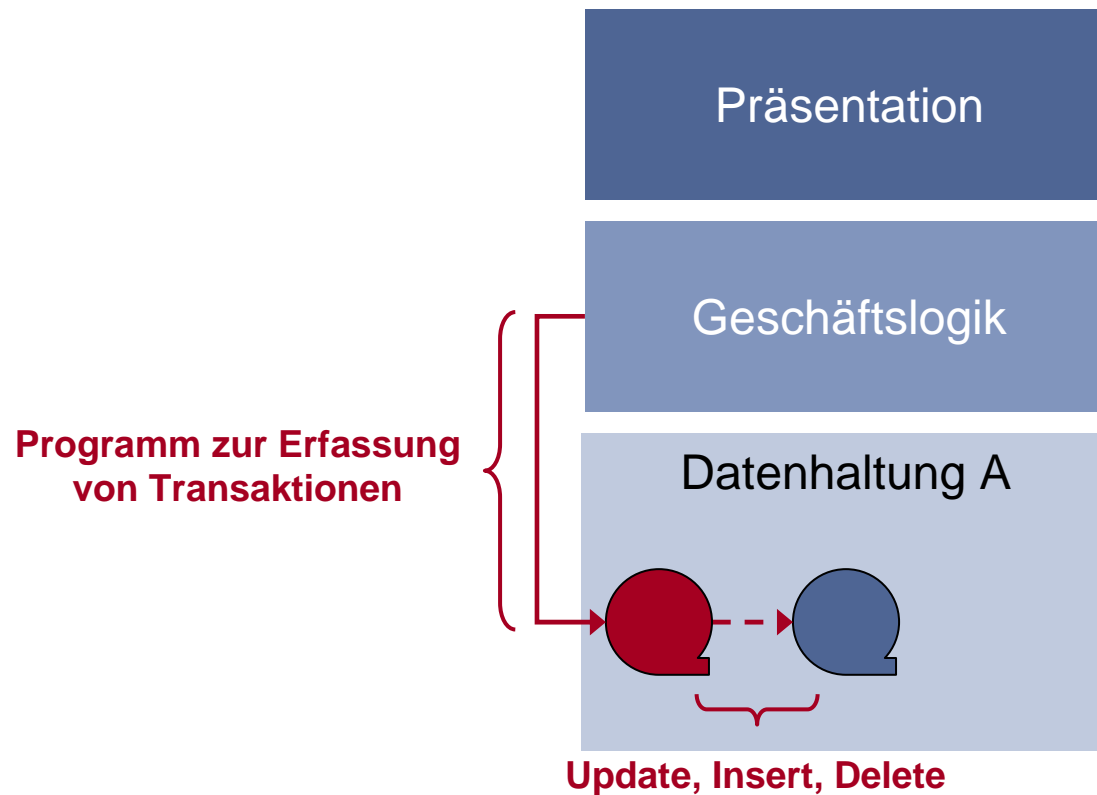 Präsentation
Geschäftslogik
Programm zur Erfassung
von Transaktionen
Datenhaltung A
Update, Insert, Delete